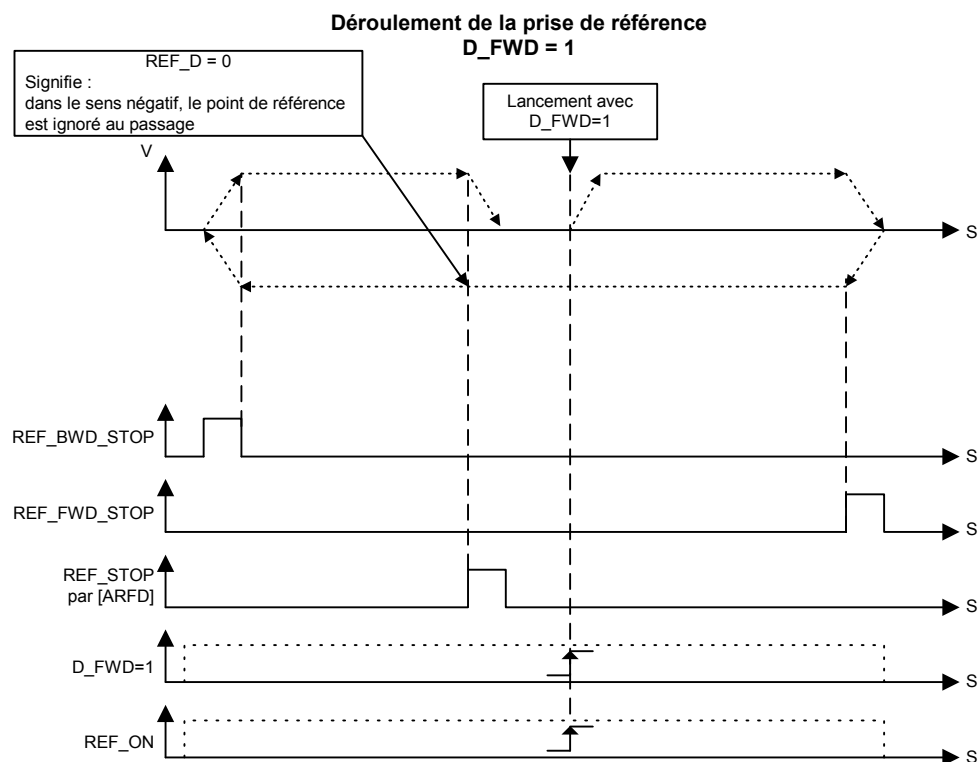 Déroulement de la prise de référence
D_FWD = 1
REF_D = 0
Signifie :
dans le sens négatif, le point de référence
est ignoré au passage
Lancement avec
D_FWD=1
V
S
REF_BWD_STOP
S
REF_FWD_STOP
S
REF_STOP
par [ARFD]
S
D_FWD=1
S
REF_ON
S